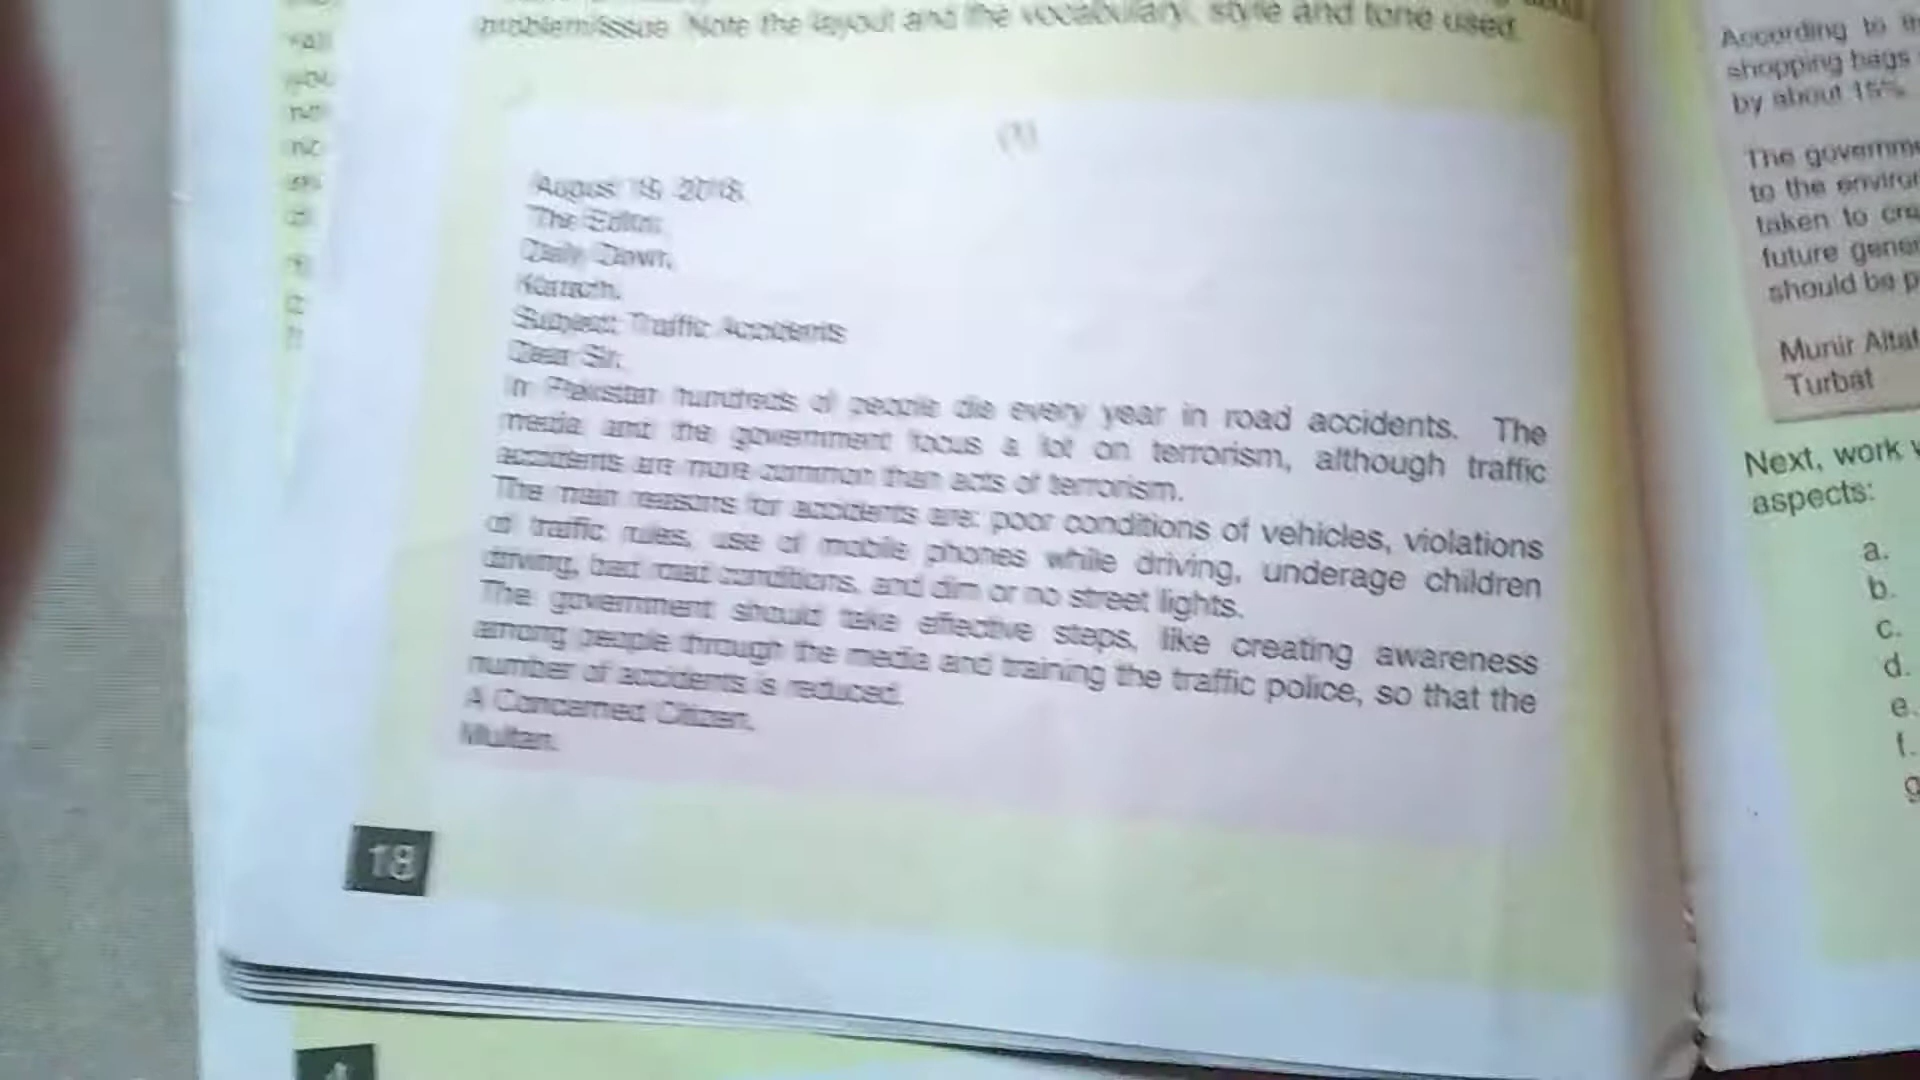 problem/issue. Note the layout and the vocabulary, style and tone used.
(1)
August 2018
The Editor,
Daily Dawn,
Karachi.
Subject: Traffic Accidents
Dear Sir,
In Pakistan hundreds of people die every year in road accidents. The
media and the government focus a lot on terrorism, although traffic
accidents are more common than acts of terrorism.
The main reasons for accidents are: poor conditions of vehicles, violations
of traffic rules, use of mobile phones while driving, underage children
driving, bad road conditions, and dim or no street lights.
The government should take effective steps, like creating awareness
among people through the media and training the traffic police, so that the
number of accidents is reduced.
A Concerned Citizen,
Multan.
18
According to
shopping bags
by about 15%
The
to the
taken to
future
should be
Munir Altaf
Turbat
Next, work
aspects:
a.
b.
c.
d.
e.
f.
g